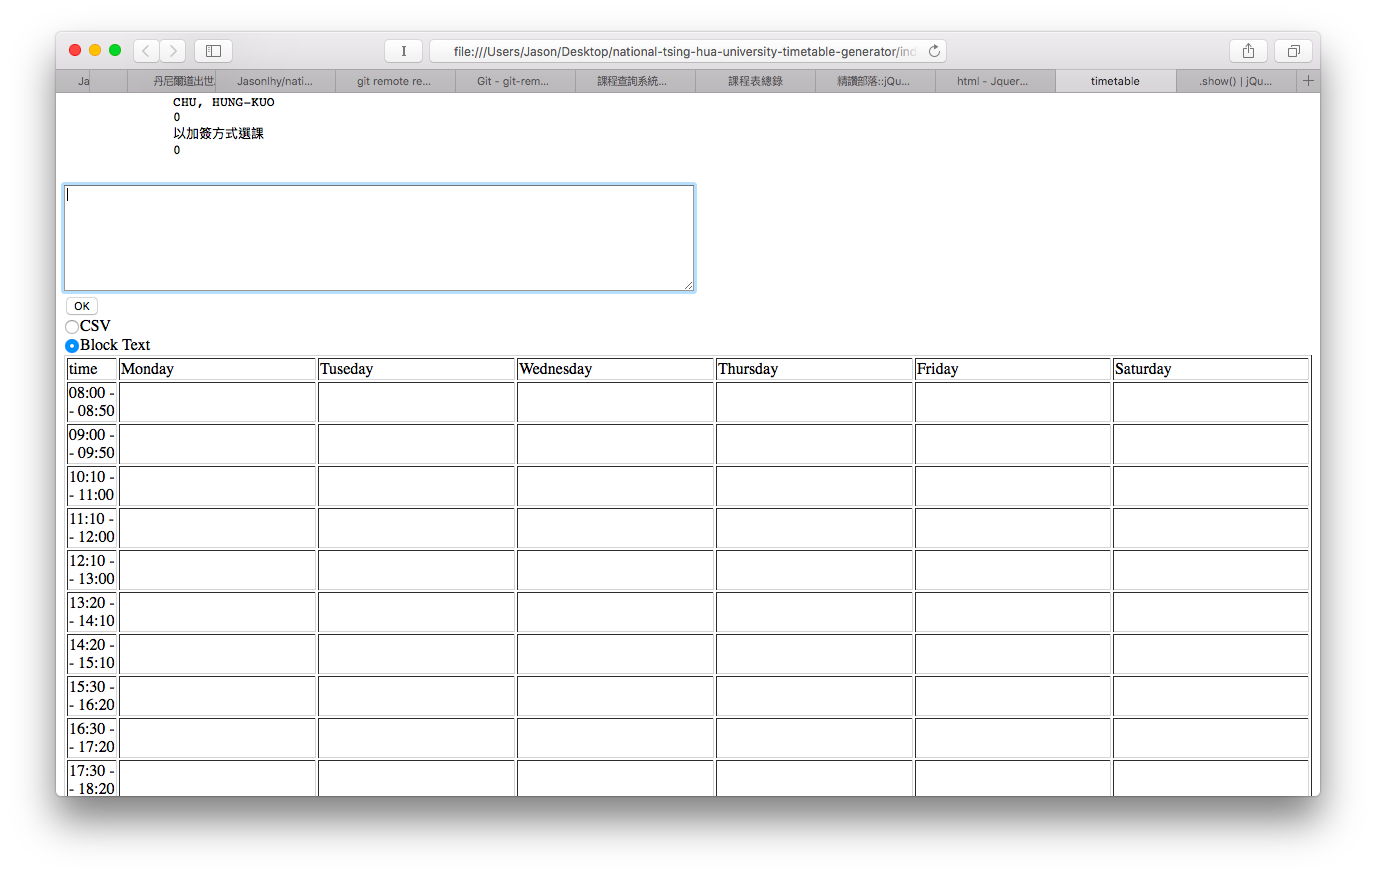 file:///Users/Jason/Desktop/national-tsing-hua-university-timetable-generator/ind
Ja
丹尼爾道出世
Jasonlhy/nati...
git remote re...
Git - git-rem...
課程查詢系統...
課程表總錄
精讚部落::jQu...
html - Jquer...
timetable
.show() | jQu...
CHU, HUNG-KUO
0
以加簽方式選課
0
OK
CSV
Block Text
time Monday Tuseday Wednesday Thursday Friday Saturday
08:00 -
- 08:50
09:00 -
- 09:50
10:10 -
- 11:00
11:10 -
- 12:00
12:10 -
- 13:00
13:20 -
- 14:10
14:20 -
- 15:10
15:30 -
- 16:20
16:30 -
- 17:20
17:30 -
- 18:20